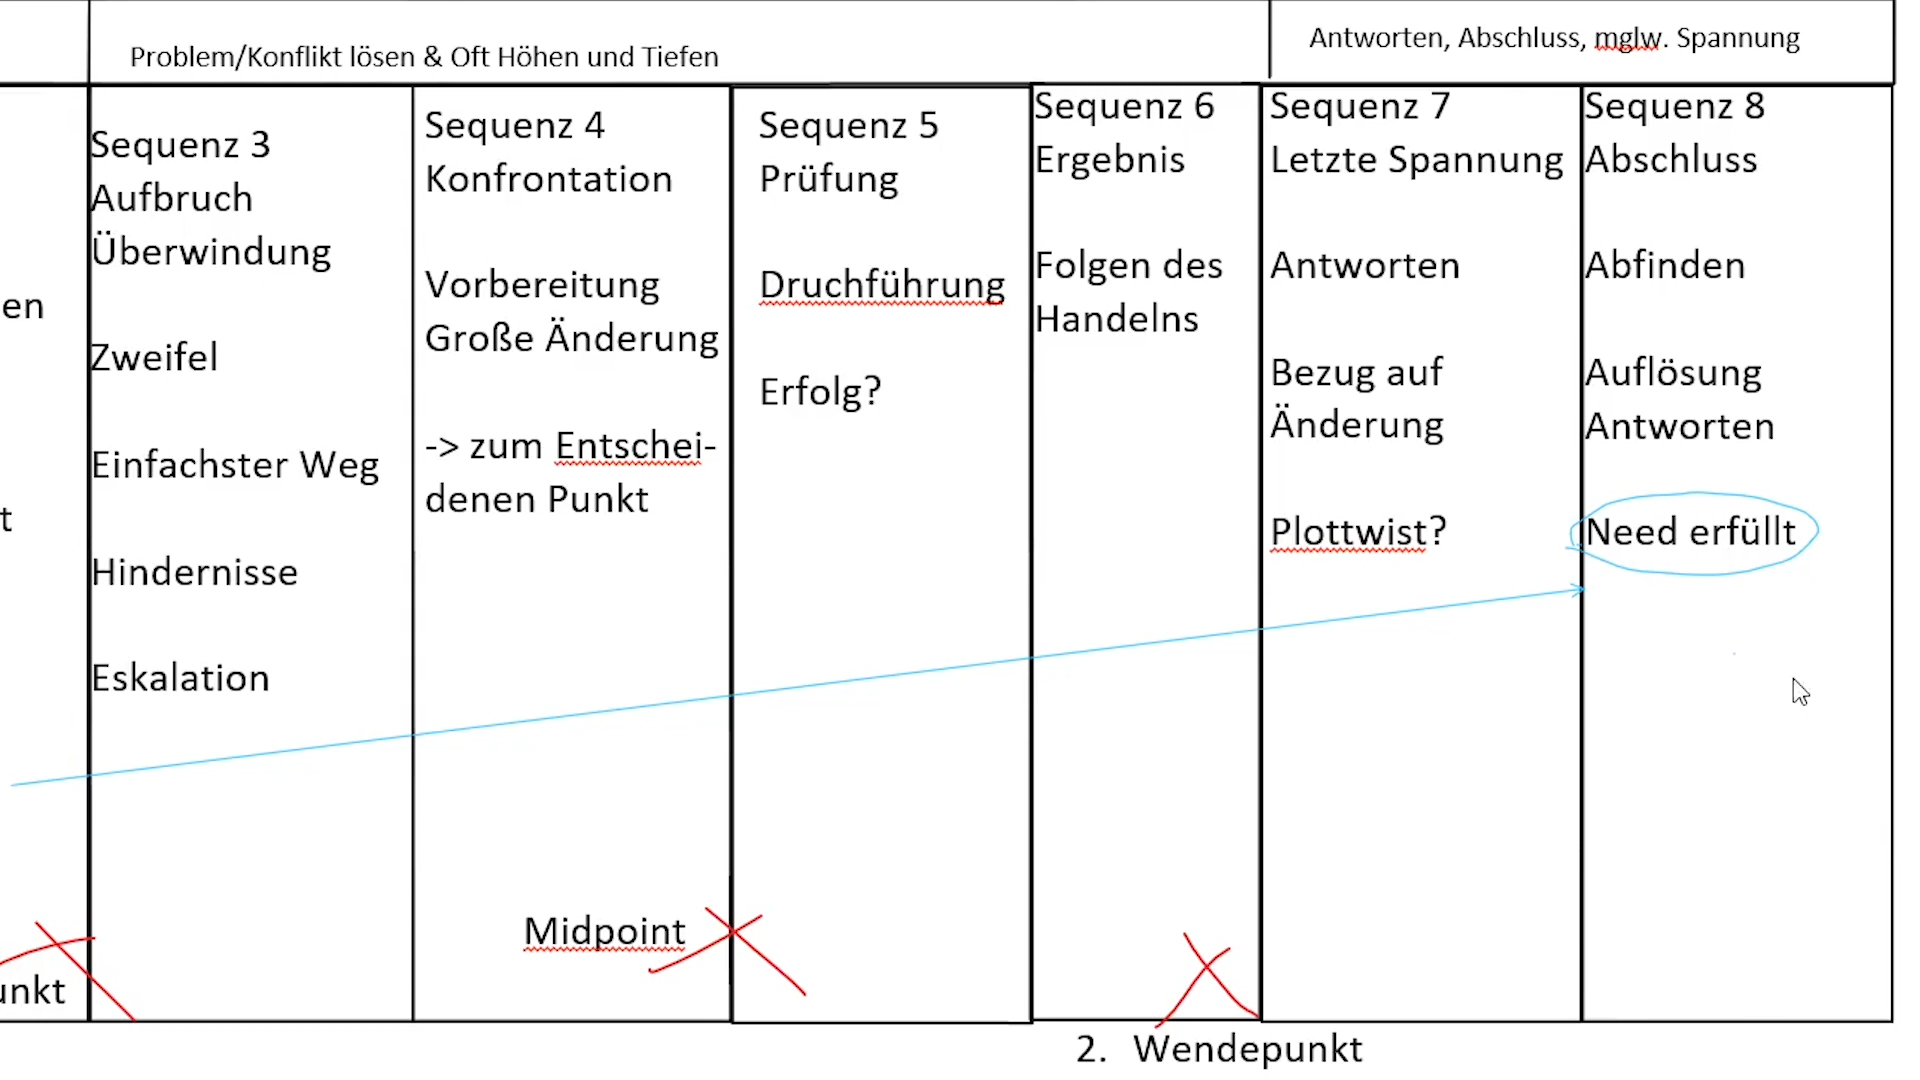 Problem/Konflikt lösen & Oft Höhen und Tiefen
Antworten, Abschluss, mglw. Spannung
en
t
unkt
Sequenz 3
Aufbruch
Überwindung
Zweifel
Einfachster Weg
Hindernisse
Eskalation
Sequenz 4
Konfrontation
Vorbereitung
Große Änderung
-> zum Entschei-
denen Punkt
Midpoint
Sequenz 5
Prüfung
Druchführung
Erfolg?
Sequenz 6
Ergebnis
Folgen des
Handelns
Sequenz 7
Letzte Spannung
Antworten
Bezug auf
Änderung
Plottwist?
Sequenz 8
Abschluss
Abfinden
Auflösung
Antworten
Need erfüllt
2. Wendepunkt